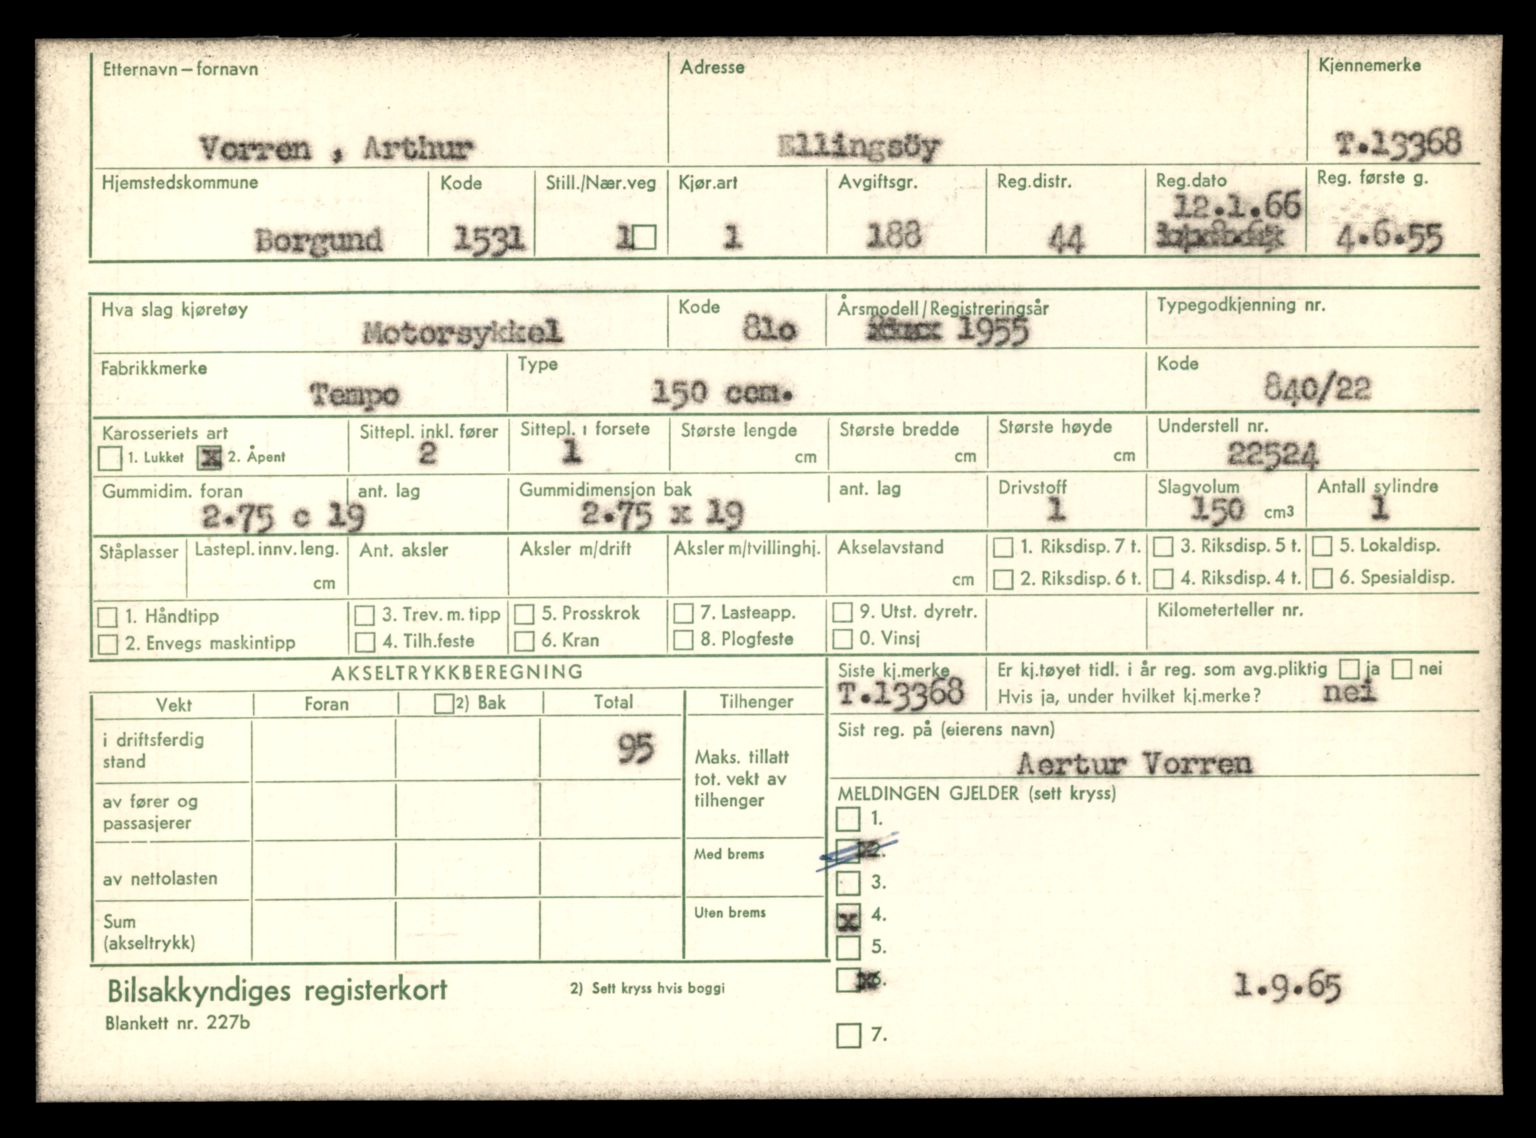 Etternavn – fornavn Adresse Kjennemerke
Vorren , Arthur Ellingsöy T.13368
Hjemstedskommune Kode Still./Nær.veg Kjør.art Avgiftsgr. Reg.distr. Reg.dato Reg. første g.
12.1.66
Borgund 1531 1 1 188 44 4.6.55
Hva slag kjøretøy Kode Årsmodell/Registreringsår Typegodkjenning nr.
Motorsykkel 81o 1955
Fabrikkmerke Type Kode
Tempo 150 ccm. 840/22
Karosseriets art Sittepl. inkl. fører Sittepl. i forsete Største lengde Største bredde Største høyde Understell nr.
1. Lukket x 2. Åpent 2 1 cm cm cm 22524
Gummidim. foran ant. lag Gummidimensjon bak ant. lag Drivstoff Slagvolum Antall sylindre
2.75 c 19 2.75 x 19 1 150 cm3 1
Ståplasser Lastepl. innv. leng. Ant. aksler Aksler m/drift Aksler m/tvillinghj. Akselavstand 1. Riksdisp. 7 t. 3. Riksdisp. 5 t. 5. Lokaldisp.
cm cm 2. Riksdisp. 6 t. 4. Riksdisp. 4 t. 6. Spesialdisp.
1. Håndtipp 3. Trev. m. tipp 5. Prosskrok 7. Lasteapp. 9. Utst. dyretr. Kilometerteller nr.
2. Envegs maskintipp 4. Tilh.feste 6. Kran 8. Plogfeste 0. Vinsj
AKSELTRYKKBEREGNING Siste kj.merke Er kj.tøyet tidl. i år reg. som avg.pliktig ja nei
T.13368 Hvis ja, under hvilket kj.merke? nei
Vekt Foran 2) Bak Total Tilhenger
Sist reg. på (eierens navn)
i driftsferdig stand 95
Aertur Vorren
Maks. tillatt tot. vekt av tilhenger
MELDINGEN GJELDER (sett kryss)
av fører og passasjerer
1.
Med brems x2.
av nettolasten 3.
Uten brems x 4.
Sum (akseltrykk)
5.
Bilsakkyndiges registerkort 2) Sett kryss hvis boggi x6. 1.9.65
Blankett nr. 227b
7.